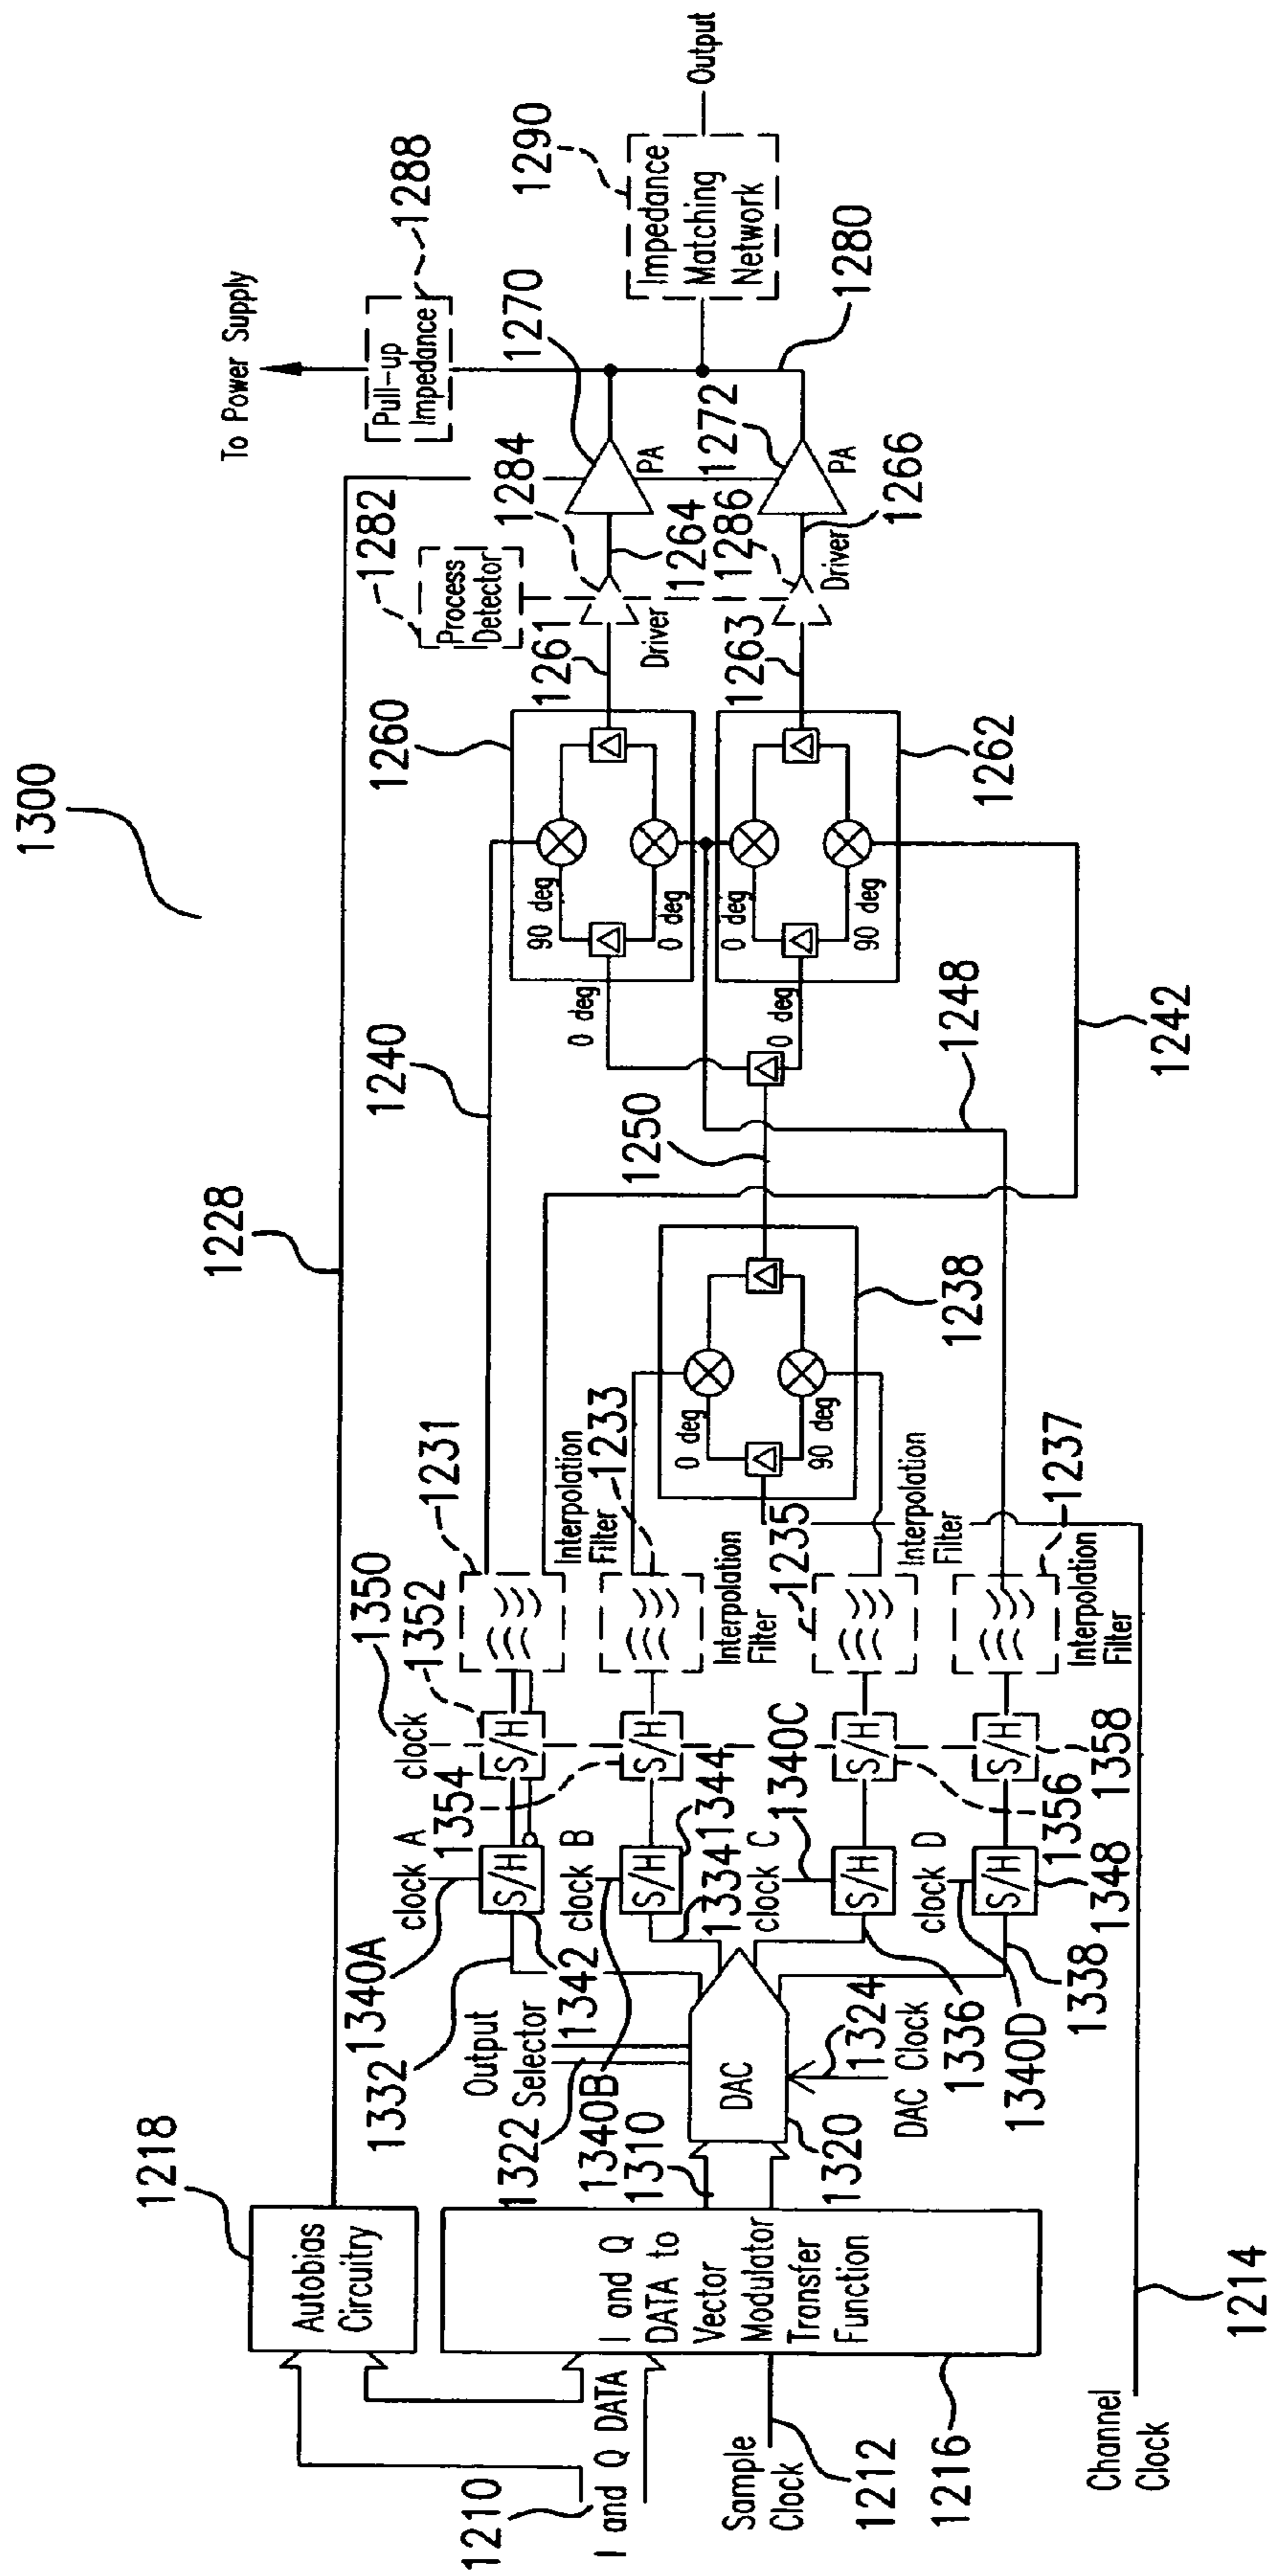 1300
To Power Supply
Pull-up
Impedance
1288
1290
Impedance
Matching
Network
Output
1270
1280
1272
PA
PA
1282
Process
Detector
1284
1264
1286
1266
Driver
Driver
1261
1263
1260
1262
90 deg
0 deg
0 deg
90 deg
0 deg
0 deg
1228
1240
1250
1248
1242
1238
0 deg
90 deg
1231
Interpolation
Filter
1233
Interpolation
Filter
1235
Interpolation
Filter
1237
Interpolation
Filter
1350
1352
clock
S/H
S/H
S/H
S/H
1354
1356
1358
clock A
1340A
S/H
1342
clock B
1340B
S/H
1344
clock C
1340C
S/H
clock D
1340D
S/H
1348
1332
1334
1336
1338
Output
Selector
1322
DAC
1310
1320
1324
DAC Clock
1218
Autobias
Circuitry
I and Q
DATA to
Vector
Modulator
Transfer
Function
1210
I and Q DATA
Sample
Clock
1212
1216
Channel
Clock
1214